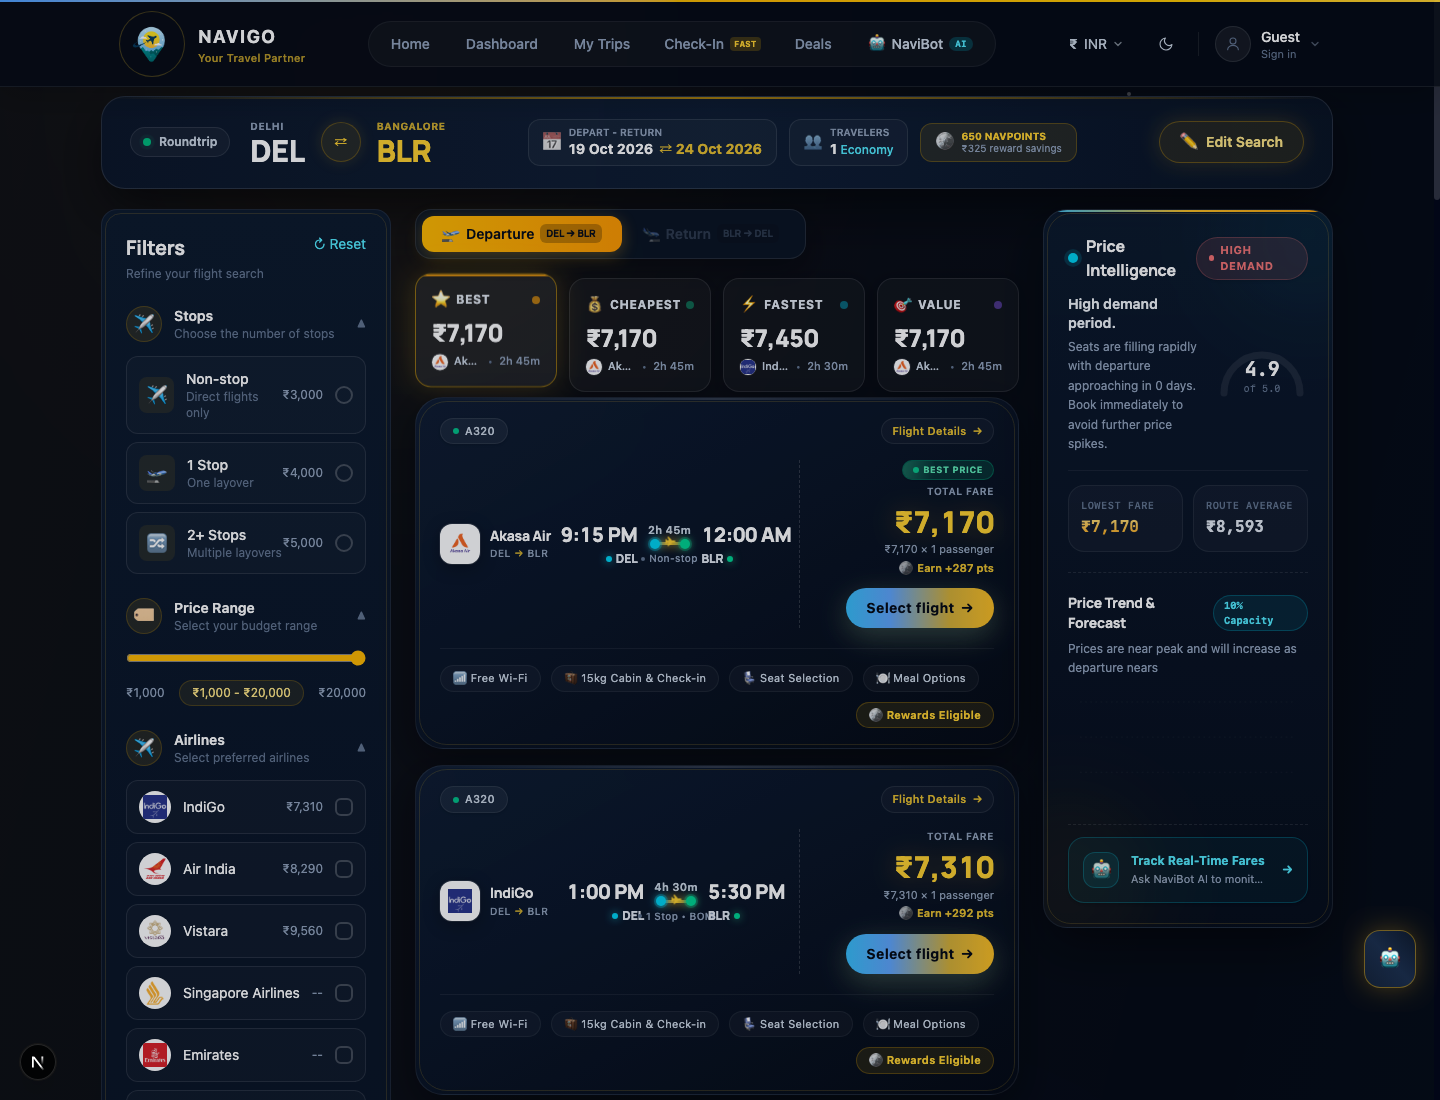 NAVIGO
Your Travel Partner
Home
Dashboard
My Trips
Check-In FAST
Deals
NaviBot AI
₹ INR
Guest
Sign in
Roundtrip
DELHI
DEL
⇄
BANGALORE
BLR
DEPART - RETURN
19 Oct 2026 ⇄ 24 Oct 2026
TRAVELERS
1 Economy
650 NAVPOINTS
₹325 reward savings
Edit Search
Filters
↻ Reset
Refine your flight search
Stops
Choose the number of stops
Non-stop
Direct flights only
₹3,000
1 Stop
One layover
₹4,000
2+ Stops
Multiple layovers
₹5,000
Price Range
Select your budget range
₹1,000
₹1,000 - ₹20,000
₹20,000
Airlines
Select preferred airlines
IndiGo
₹7,310
Air India
₹8,290
Vistara
₹9,560
Singapore Airlines
--
Emirates
--
Departure DEL → BLR
Return BLR → DEL
BEST
₹7,170
Ak... • 2h 45m
CHEAPEST
₹7,170
Ak... • 2h 45m
FASTEST
₹7,450
Ind... • 2h 30m
VALUE
₹7,170
Ak... • 2h 45m
A320
Flight Details →
Akasa Air
DEL → BLR
9:15 PM
2h 45m
12:00 AM
DEL • Non-stop BLR
BEST PRICE
TOTAL FARE
₹7,170
₹7,170 × 1 passenger
Earn +287 pts
Select flight →
Free Wi-Fi
15kg Cabin & Check-in
Seat Selection
Meal Options
Rewards Eligible
A320
Flight Details →
IndiGo
DEL → BLR
1:00 PM
4h 30m
5:30 PM
DEL 1 Stop • BOM BLR
TOTAL FARE
₹7,310
₹7,310 × 1 passenger
Earn +292 pts
Select flight →
Free Wi-Fi
15kg Cabin & Check-in
Seat Selection
Meal Options
Rewards Eligible
Price
Intelligence
HIGH
DEMAND
High demand
period.
Seats are filling rapidly
with departure
approaching in 0 days.
Book immediately to
avoid further price
spikes.
4.9
of 5.0
LOWEST FARE
₹7,170
ROUTE AVERAGE
₹8,593
Price Trend &
Forecast
10%
Capacity
Prices are near peak and will increase as
departure nears
Track Real-Time Fares
Ask NaviBot AI to monit...
→
N